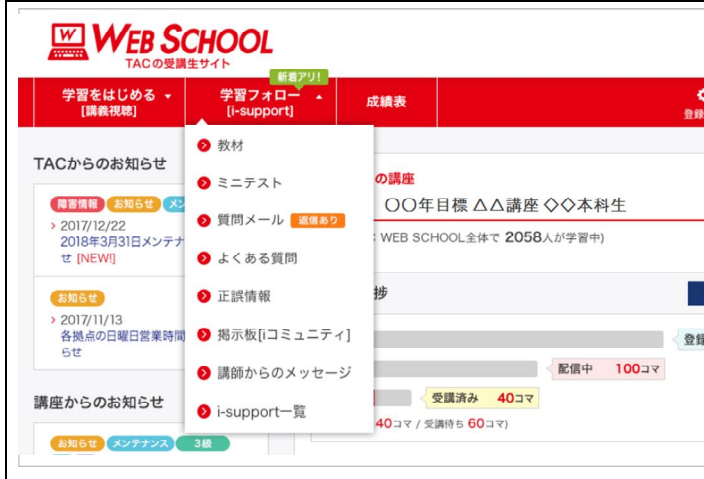 WEB SCHOOL
TACの受講生サイト
新着アリ!
学習をはじめる
[講義視聴]
学習フォロー
[i-support]
成績表
教材
ミニテスト
質問メール 返信あり
よくある質問
正誤情報
掲示板[iコミュニティ]
講師からのメッセージ
i-support一覧
TACからのお知らせ
障害情報 お知らせ
2017/12/22
2018年3月31日メンテナ
せ [NEW!]
お知らせ
2017/11/13
各拠点の日曜日営業時間
らせ
講座からのお知らせ
お知らせ メンテナンス 3級
の講座
〇〇年目標 △△講座 ◇◇本科生
WEB SCHOOL全体で 2058人が学習中)
捗
登録
配信中 100コマ
受講済み 40コマ
40コマ / 受講待ち 60コマ)